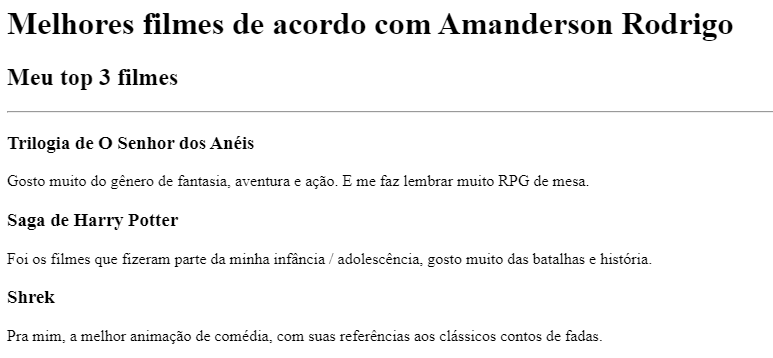 Melhores filmes de acordo com Amanderson Rodrigo
Meu top 3 filmes
Trilogia de O Senhor dos Anéis
Gosto muito do gênero de fantasia, aventura e ação. E me faz lembrar muito RPG de mesa.
Saga de Harry Potter
Foi os filmes que fizeram parte da minha infância / adolescência, gosto muito das batalhas e história.
Shrek
Pra mim, a melhor animação de comédia, com suas referências aos clássicos contos de fadas.